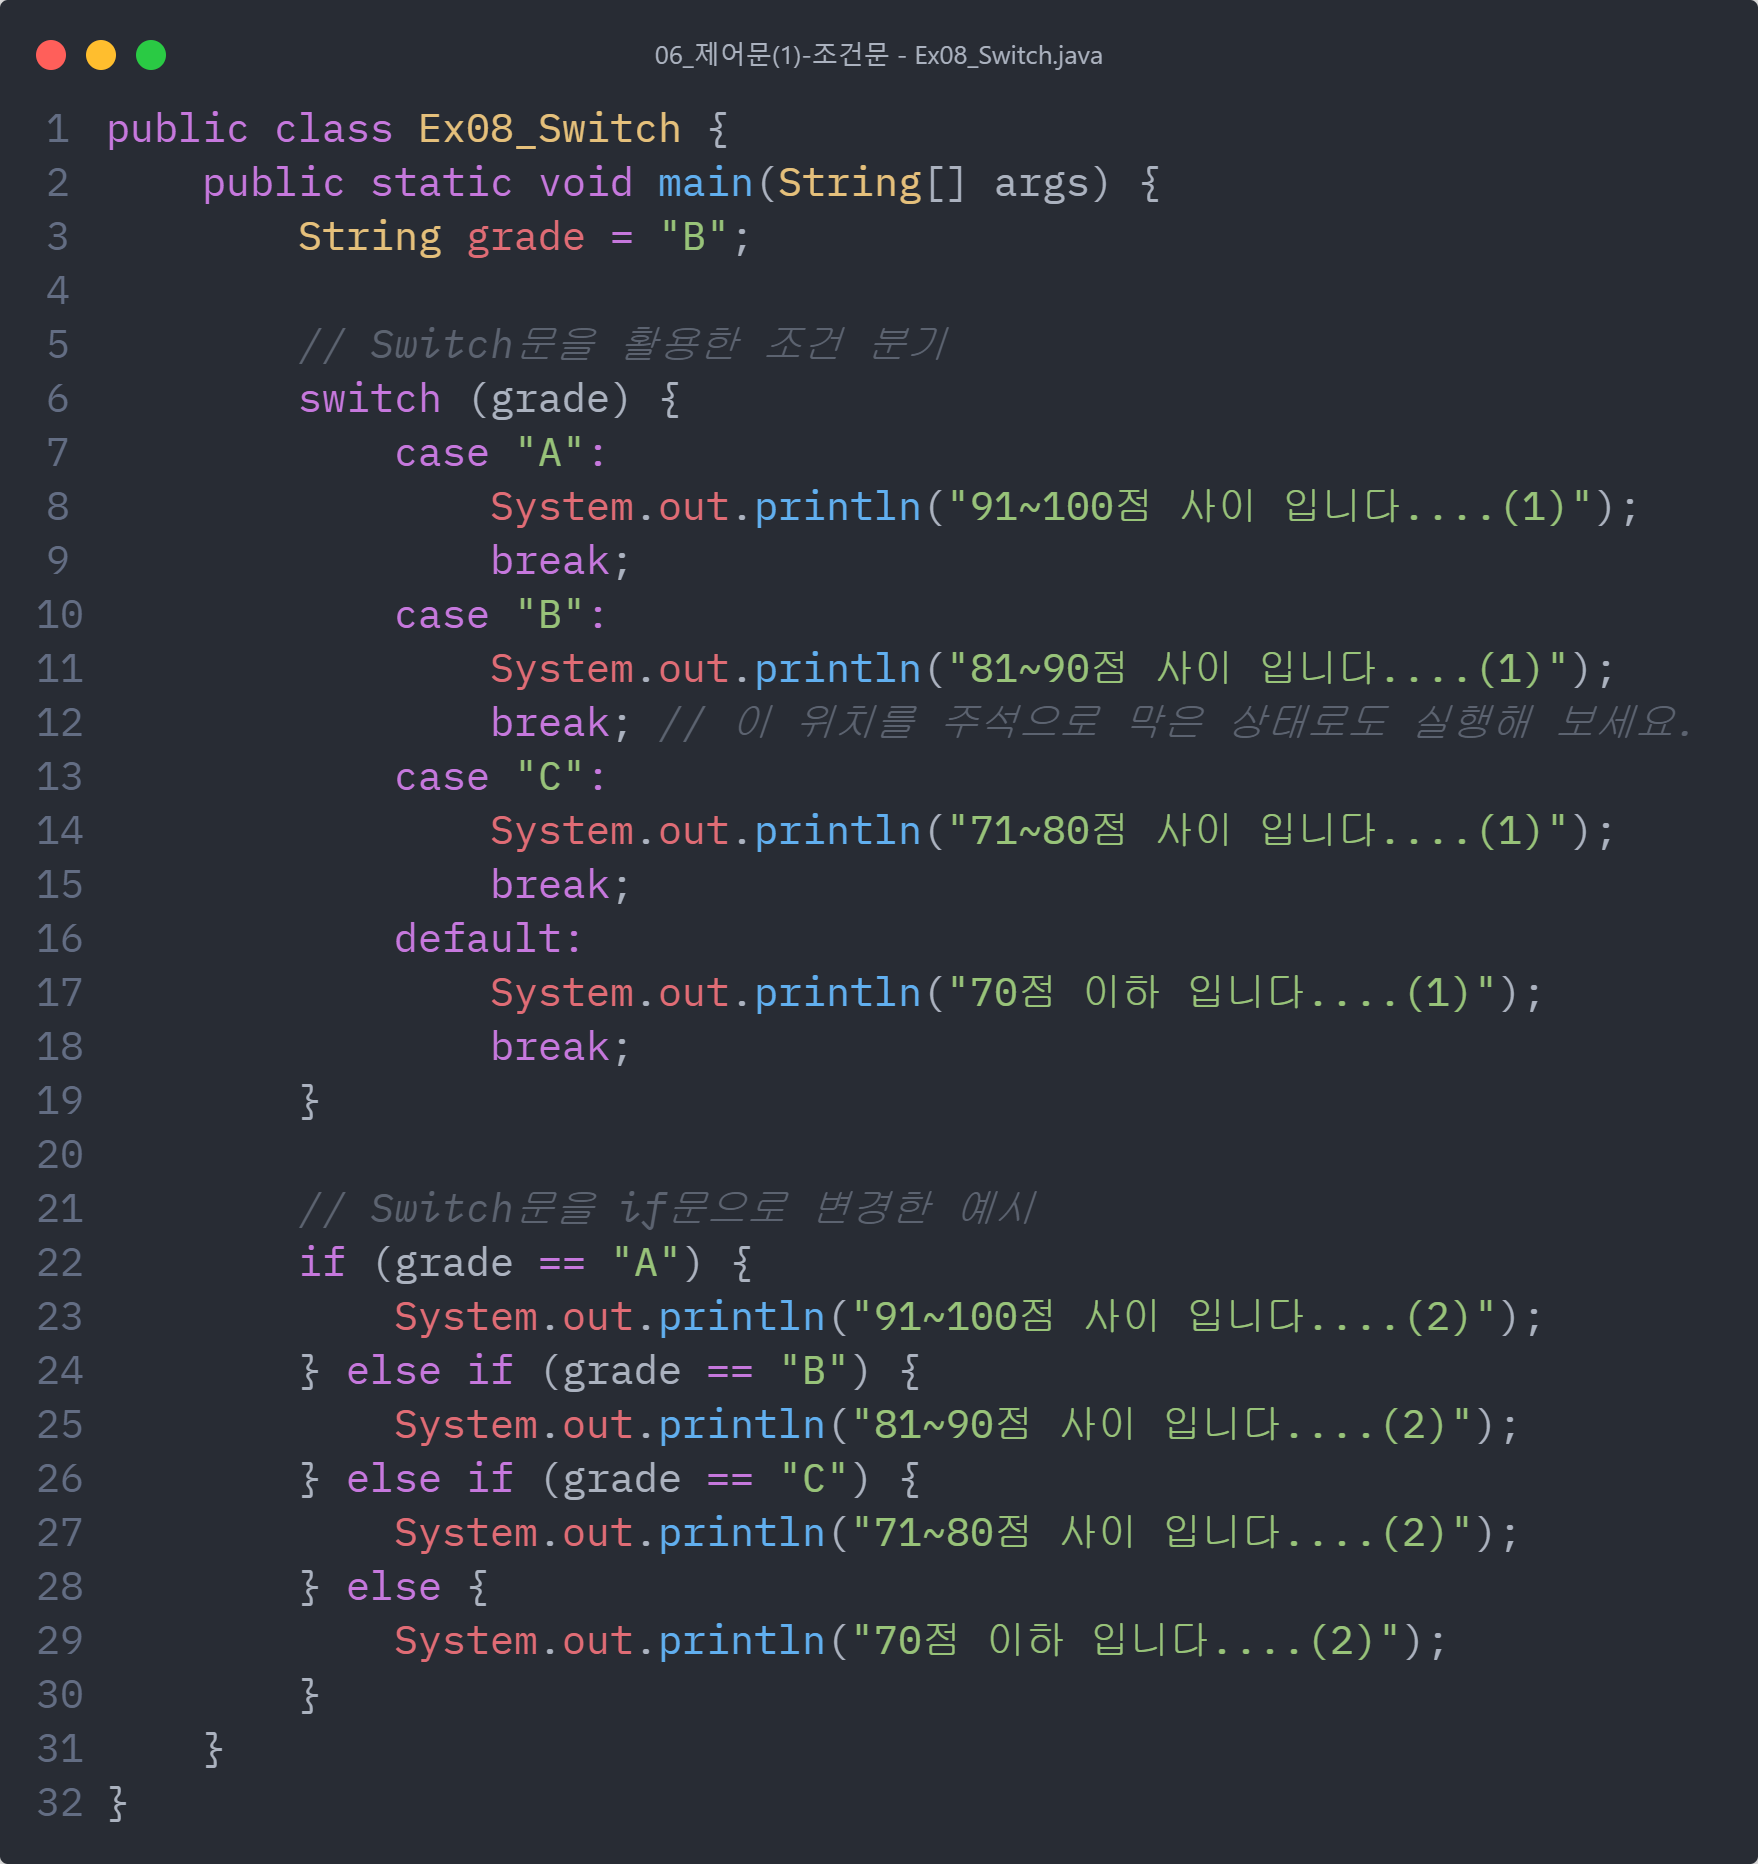 06_제어문(1)-조건문 - Ex08_Switch.java
1 public class Ex08_Switch {
2     public static void main(String[] args) {
3         String grade = "B";
4
5         // Switch문을 활용한 조건 분기
6         switch (grade) {
7             case "A":
8                 System.out.println("91~100점 사이 입니다....(1)");
9                 break;
10             case "B":
11                 System.out.println("81~90점 사이 입니다....(1)");
12                 break; // 이 위치를 주석으로 막은 상태로도 실행해 보세요.
13             case "C":
14                 System.out.println("71~80점 사이 입니다....(1)");
15                 break;
16             default:
17                 System.out.println("70점 이하 입니다....(1)");
18                 break;
19         }
20
21         // Switch문을 if문으로 변경한 예시
22         if (grade == "A") {
23             System.out.println("91~100점 사이 입니다....(2)");
24         } else if (grade == "B") {
25             System.out.println("81~90점 사이 입니다....(2)");
26         } else if (grade == "C") {
27             System.out.println("71~80점 사이 입니다....(2)");
28         } else {
29             System.out.println("70점 이하 입니다....(2)");
30         }
31     }
32 }